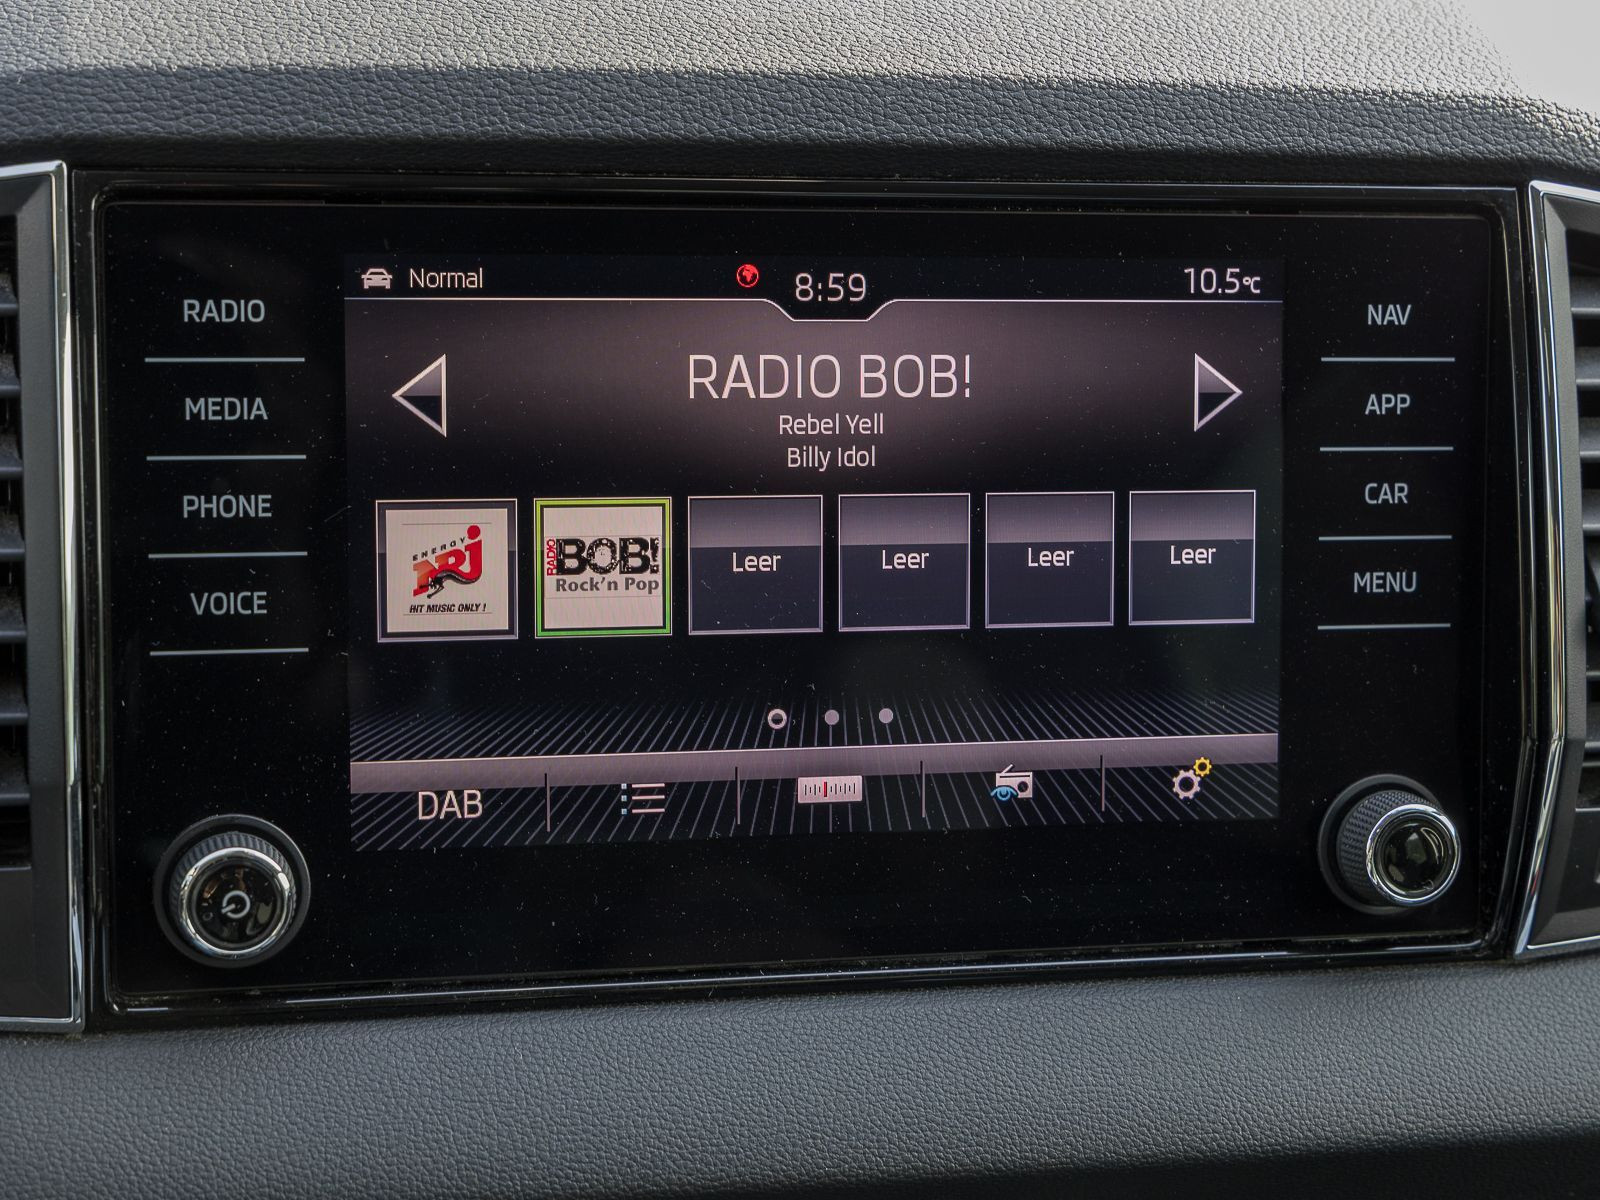 Normal
8:59
10.5°C
RADIO
MEDIA
PHONE
VOICE
RADIO BOB!
Rebel Yell
Billy Idol
ENERGY
NRJ
HIT MUSIC ONLY!
RADIO
BOB!
Rock'n Pop
Leer
Leer
Leer
Leer
DAB
NAV
APP
CAR
MENU